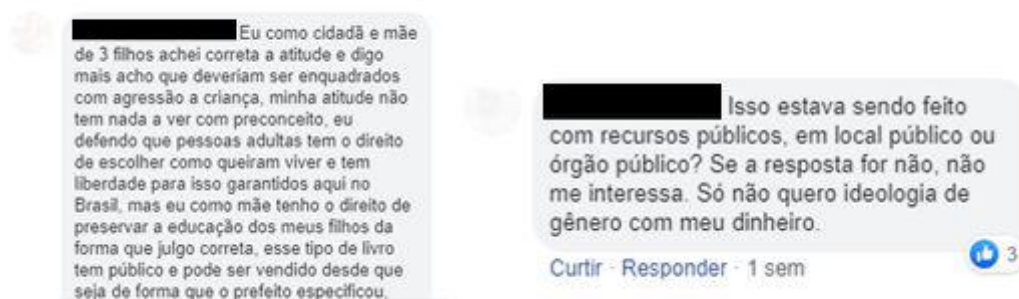 Eu como cidadã e mãe
de 3 filhos achei correta a atitude e digo
mais acho que deveriam ser enquadrados
com agressão a criança, minha atitude não
tem nada a ver com preconceito, eu
defendo que pessoas adultas tem o direito
de escolher como queiram viver e tem
liberdade para isso garantidos aqui no
Brasil, mas eu como mãe tenho o direito de
preservar a educação dos meus filhos da
forma que julgo correta, esse tipo de livro
tem público e pode ser vendido desde que
seja de forma que o prefeito especificou,
Isso estava sendo feito
com recursos públicos, em local público ou
órgão público? Se a resposta for não, não
me interessa. Só não quero ideologia de
gênero com meu dinheiro.
3
Curtir · Responder · 1 sem